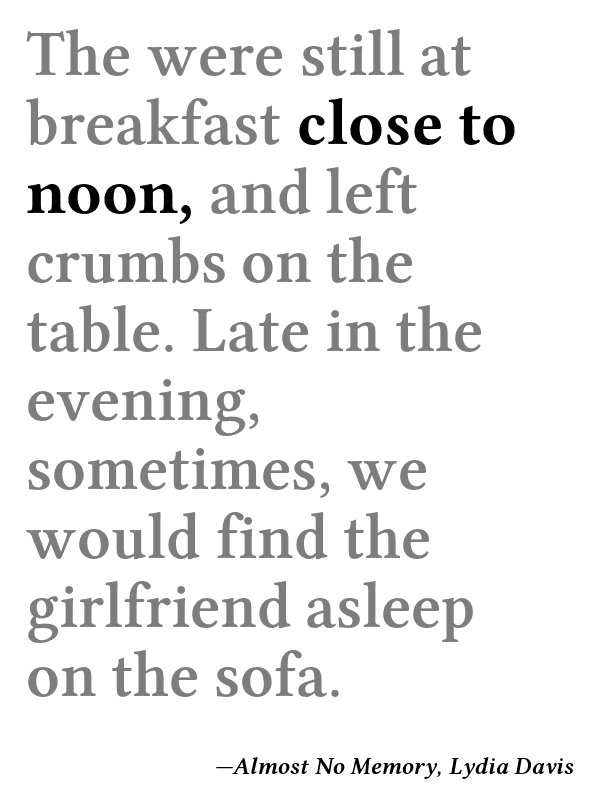 The were still at
breakfast close to
noon, and left
crumbs on the
table. Late in the
evening,
sometimes, we
would find the
girlfriend asleep
on the sofa.
—Almost No Memory, Lydia Davis